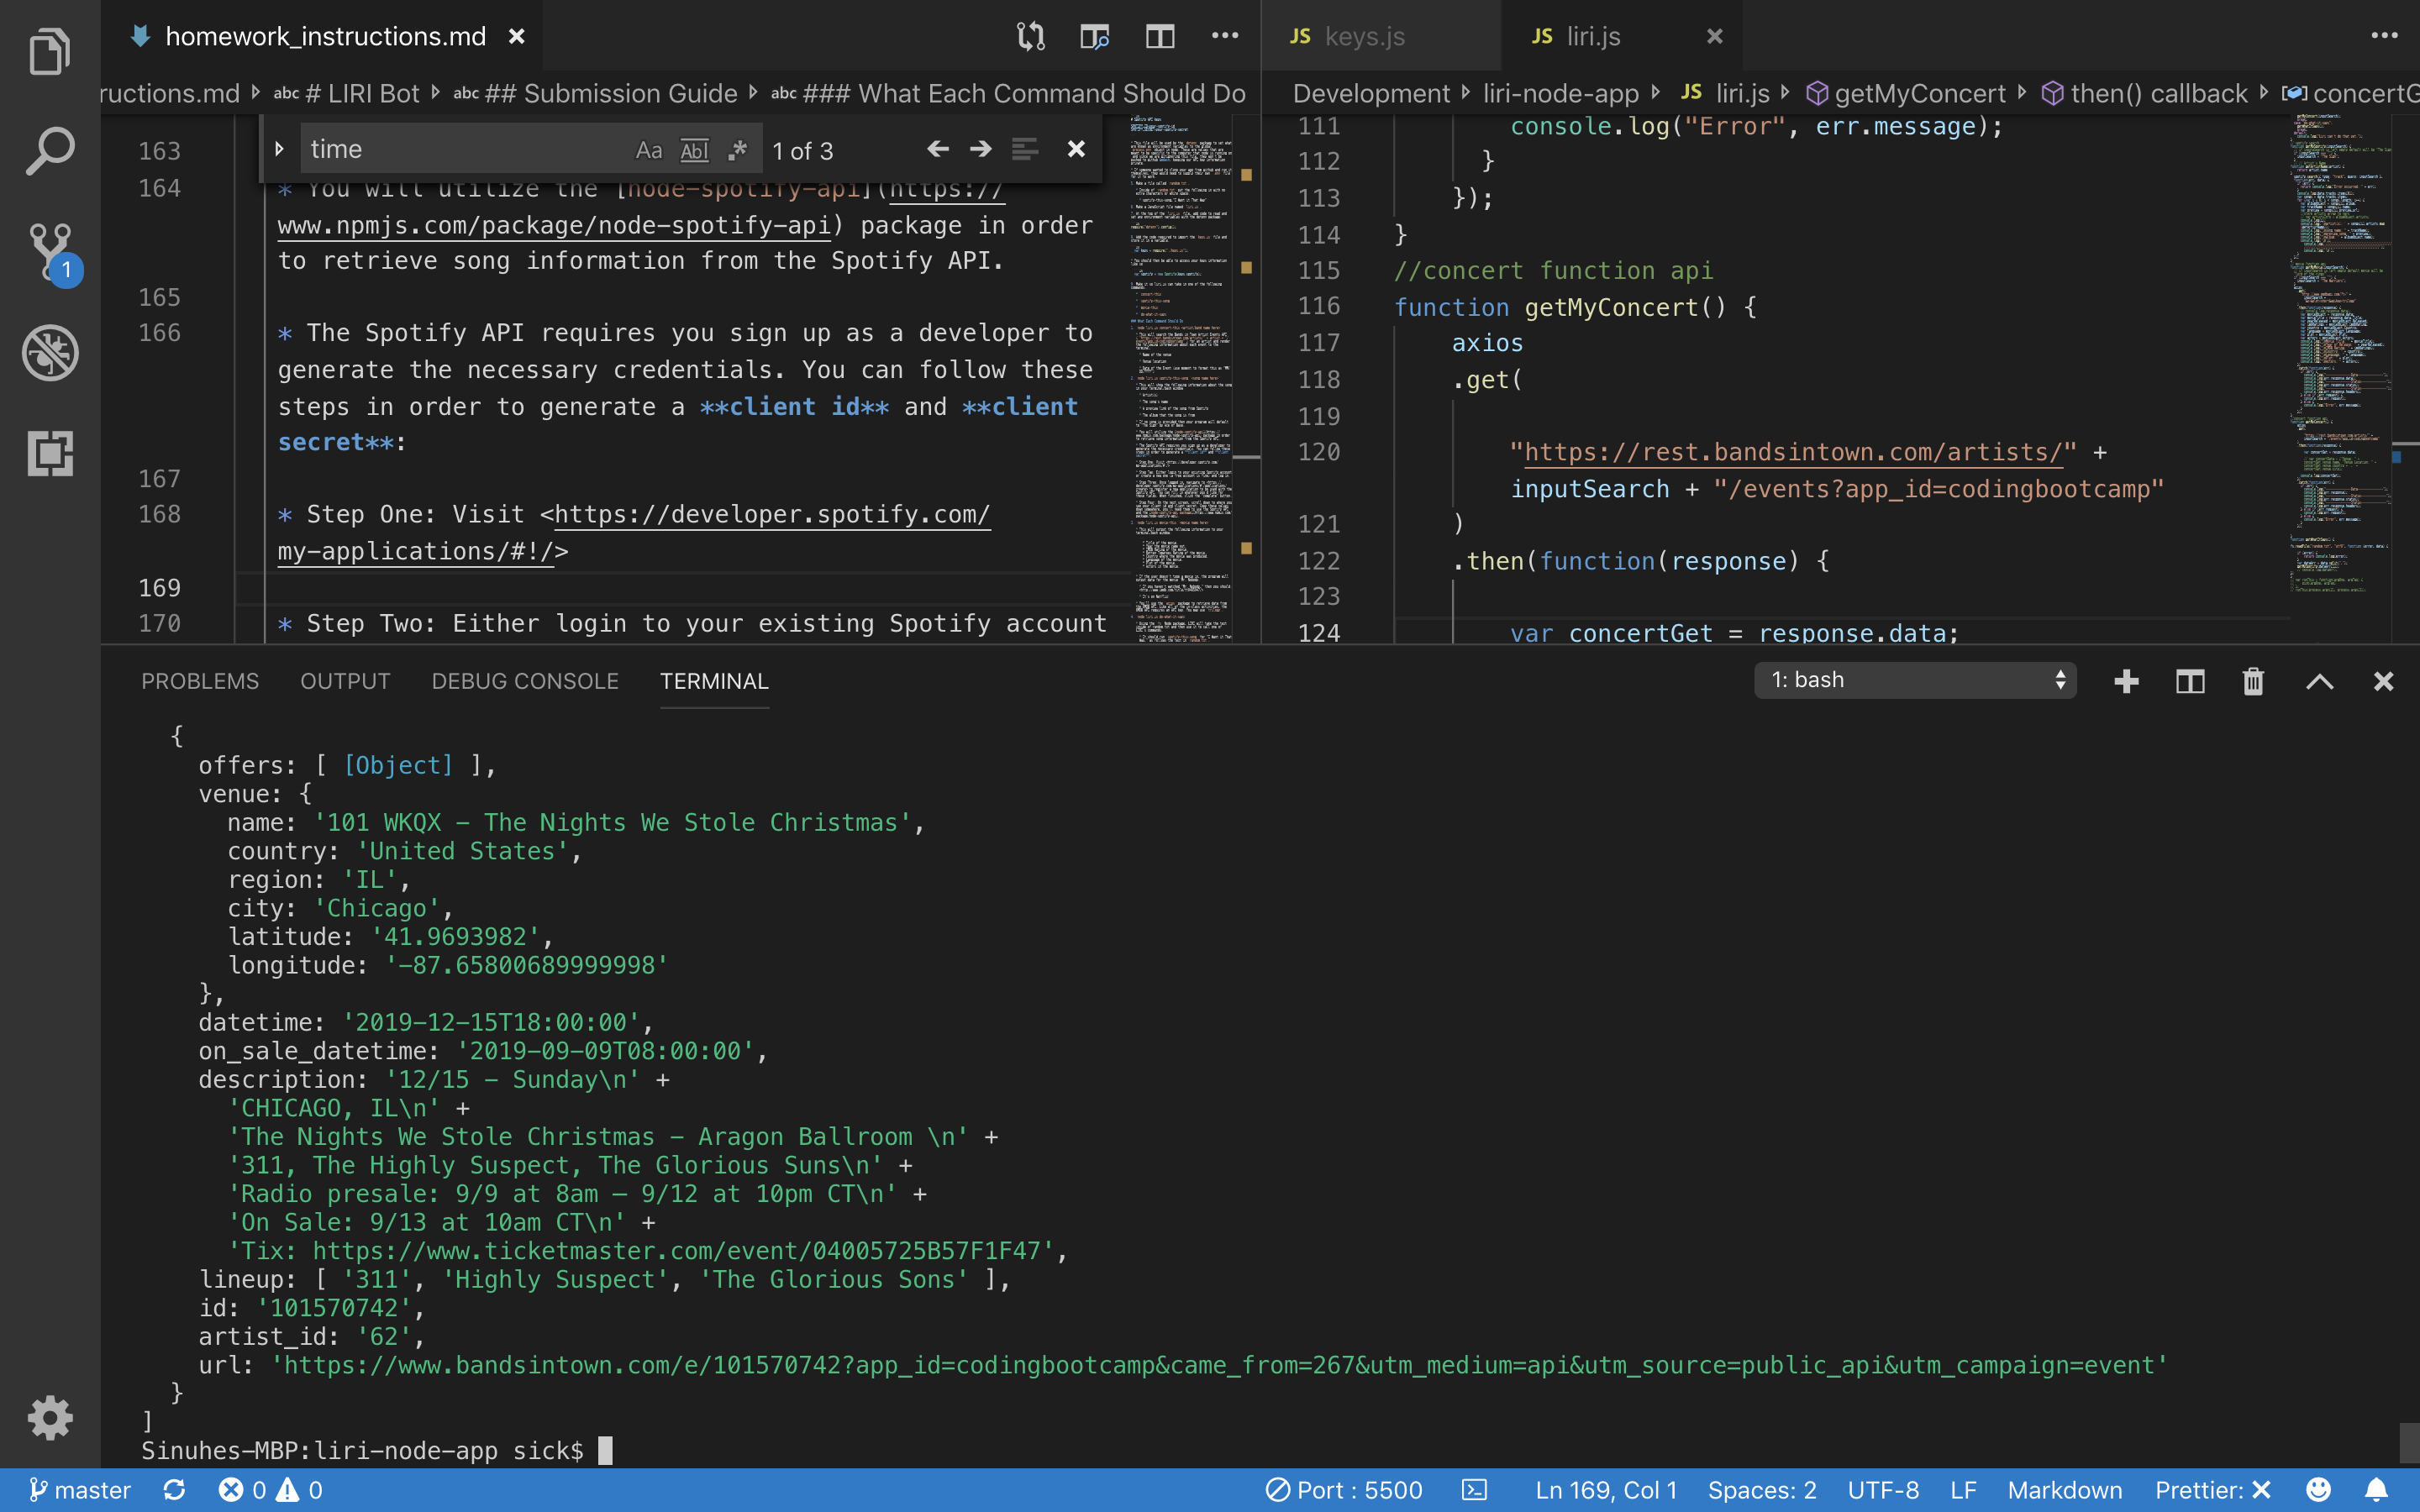 homework_instructions.md
JS keys.js
JS liri.js
ructions.md abc # LIRI Bot abc ## Submission Guide abc ### What Each Command Should Do
Development liri-node-app JS liri.js getMyConcert then() callback concertG
time Aa Abl .* 1 of 3
163
164 * You will utilize the [node-spotify-api](https://
www.npmjs.com/package/node-spotify-api) package in order
to retrieve song information from the Spotify API.
165
166 * The Spotify API requires you sign up as a developer to
generate the necessary credentials. You can follow these
steps in order to generate a **client id** and **client
secret**:
167
168 * Step One: Visit <https://developer.spotify.com/
my-applications/#!/>
169
170 * Step Two: Either login to your existing Spotify account
111 console.log("Error", err.message);
112 }
113 });
114 }
115 //concert function api
116 function getMyConcert() {
117 axios
118 .get(
119
120 "https://rest.bandsintown.com/artists/" +
inputSearch + "/events?app_id=codingbootcamp"
121 )
122 .then(function(response) {
123
124 var concertGet = response.data;
PROBLEMS OUTPUT DEBUG CONSOLE TERMINAL 1: bash
{
offers: [ [Object] ],
venue: {
name: '101 WKQX – The Nights We Stole Christmas',
country: 'United States',
region: 'IL',
city: 'Chicago',
latitude: '41.9693982',
longitude: '-87.65800689999998'
},
datetime: '2019-12-15T18:00:00',
on_sale_datetime: '2019-09-09T08:00:00',
description: '12/15 – Sunday\n' +
'CHICAGO, IL\n' +
'The Nights We Stole Christmas – Aragon Ballroom \n' +
'311, The Highly Suspect, The Glorious Suns\n' +
'Radio presale: 9/9 at 8am – 9/12 at 10pm CT\n' +
'On Sale: 9/13 at 10am CT\n' +
'Tix: https://www.ticketmaster.com/event/04005725B57F1F47',
lineup: [ '311', 'Highly Suspect', 'The Glorious Sons' ],
id: '101570742',
artist_id: '62',
url: 'https://www.bandsintown.com/e/101570742?app_id=codingbootcamp&came_from=267&utm_medium=api&utm_source=public_api&utm_campaign=event'
}
]
Sinuhes-MBP:liri-node-app sick$
1
master 0 0 Port : 5500 Ln 169, Col 1 Spaces: 2 UTF-8 LF Markdown Prettier: ×